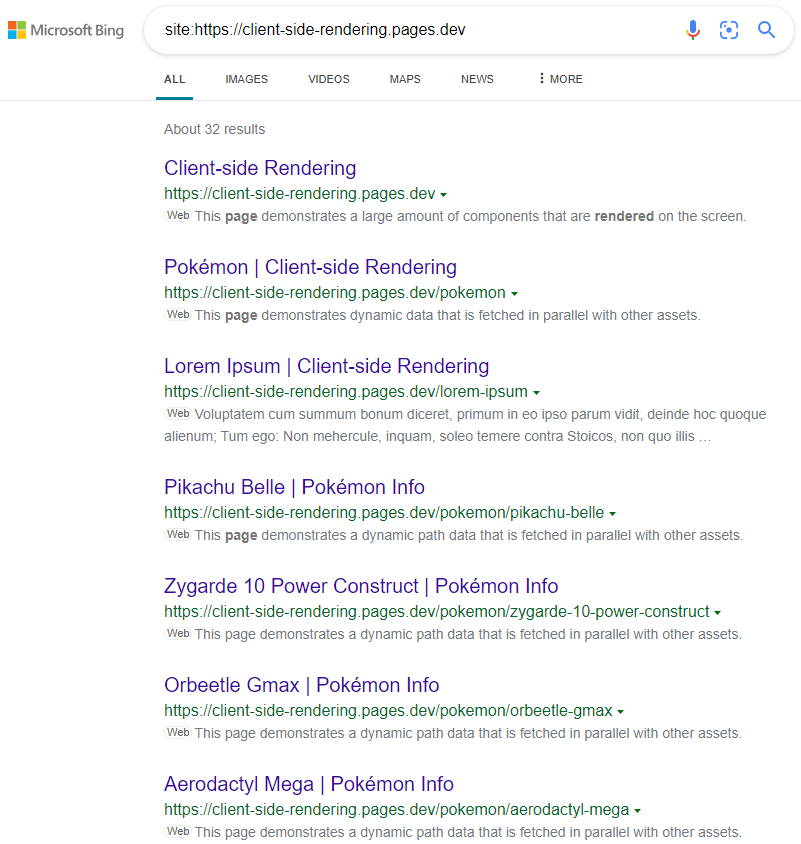 Microsoft Bing
site:https://client-side-rendering.pages.dev
ALL IMAGES VIDEOS MAPS NEWS MORE
About 32 results
Client-side Rendering
https://client-side-rendering.pages.dev
Web This page demonstrates a large amount of components that are rendered on the screen.
Pokémon | Client-side Rendering
https://client-side-rendering.pages.dev/pokemon
Web This page demonstrates dynamic data that is fetched in parallel with other assets.
Lorem Ipsum | Client-side Rendering
https://client-side-rendering.pages.dev/lorem-ipsum
Web Voluptatem cum summum bonum diceret, primum in eo ipso parum vidit, deinde hoc quoque
alienum; Tum ego: Non mehercule, inquam, soleo temere contra Stoicos, non quo illis …
Pikachu Belle | Pokémon Info
https://client-side-rendering.pages.dev/pokemon/pikachu-belle
Web This page demonstrates a dynamic path data that is fetched in parallel with other assets.
Zygarde 10 Power Construct | Pokémon Info
https://client-side-rendering.pages.dev/pokemon/zygarde-10-power-construct
Web This page demonstrates a dynamic path data that is fetched in parallel with other assets.
Orbeetle Gmax | Pokémon Info
https://client-side-rendering.pages.dev/pokemon/orbeetle-gmax
Web This page demonstrates a dynamic path data that is fetched in parallel with other assets.
Aerodactyl Mega | Pokémon Info
https://client-side-rendering.pages.dev/pokemon/aerodactyl-mega
Web This page demonstrates a dynamic path data that is fetched in parallel with other assets.